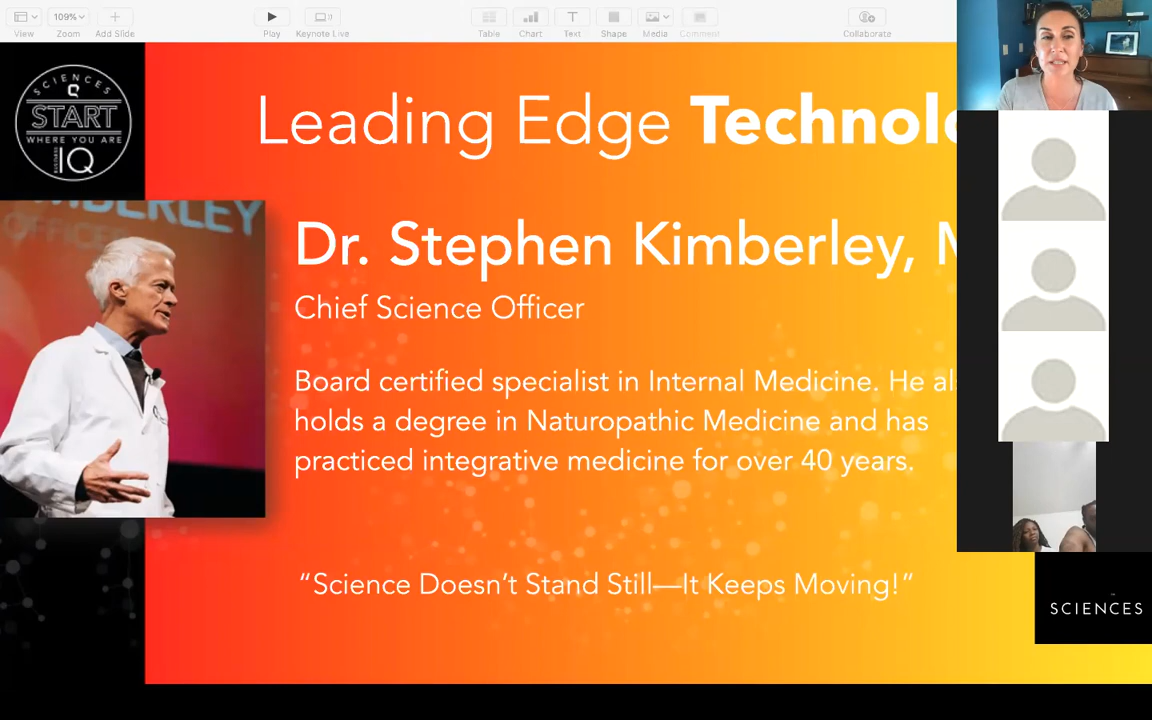 109%
View
Zoom
Add Slide
Play
Keynote Live
Table
Chart
Text
Shape
Media
Comment
Collaborate
SCIENCES
START
WHERE YOU ARE
IQ
Leading Edge Technolo
MBERLEY
OFFICER
Dr. Stephen Kimberley, M
Chief Science Officer
Board certified specialist in Internal Medicine. He al
holds a degree in Naturopathic Medicine and has
practiced integrative medicine for over 40 years.
“Science Doesn’t Stand Still—It Keeps Moving!”
SCIENCES